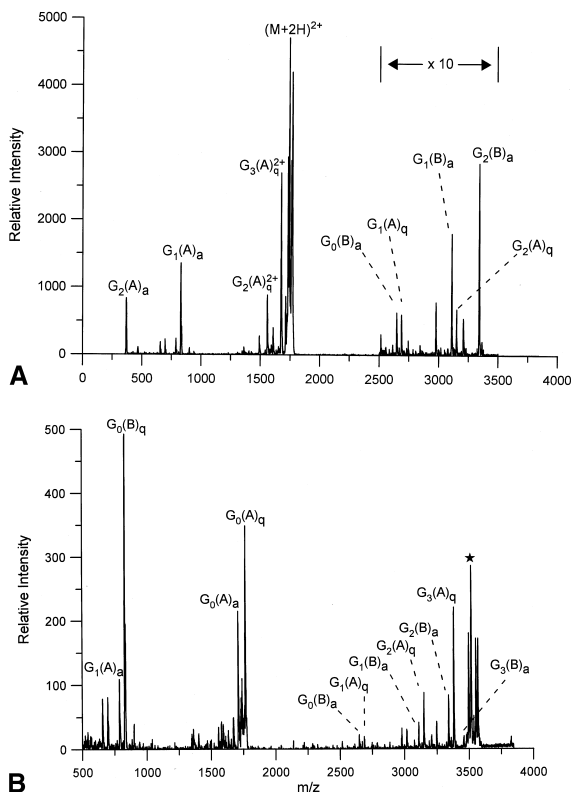 5000
(M+2H)²⁺
x 10
4000
G₁(B)ₐ
G₂(B)ₐ
3000
G₃(A)q²⁺
Relative Intensity
G₁(A)q
2000
G₀(B)ₐ
G₂(A)q
G₁(A)ₐ
1000
G₂(A)ₐ
G₂(A)q²⁺
0
A
0 500 1000 1500 2000 2500 3000 3500 4000
G₀(B)q
500
400
G₀(A)q
★
300
G₃(A)q
G₀(A)ₐ
Relative Intensity
G₂(B)ₐ
200
G₂(A)q
G₁(A)ₐ
G₁(B)ₐ
G₃(B)ₐ
100
G₁(A)q
G₀(B)ₐ
0
500 1000 1500 2000 2500 3000 3500 4000
B
m/z